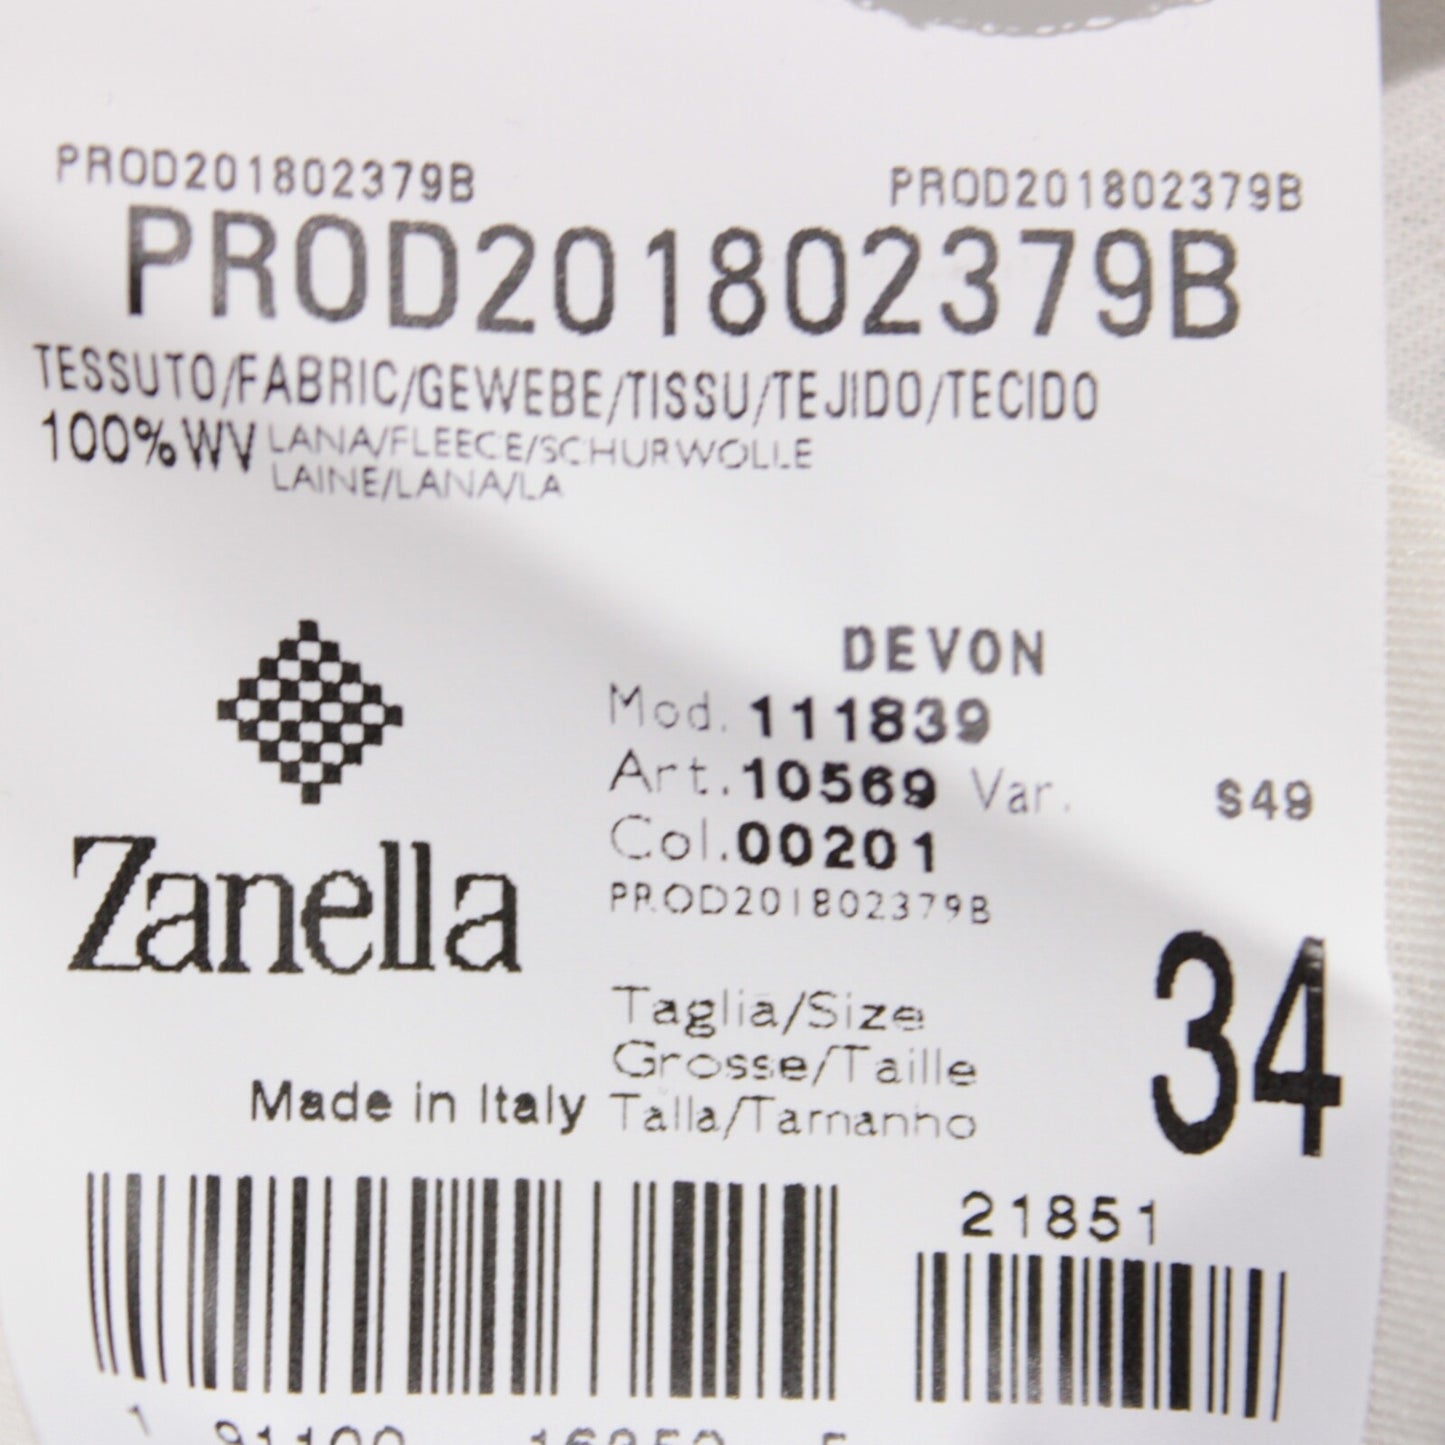 PROD201802379B PROD201802379B
PROD201802379B
TESSUTO/FABRIC/GEWEBE/TISSU/TEJIDO/TECIDO
100%WV LANA/FLEECE/SCHURWOLLE
LAINE/LANA/LA
DEVON
Mod. 111839
Art. 10569 Var. S49
Col. 00201
PROD201802379B
Zanella
34
Taglia/Size
Grosse/Taille
Made in Italy Talla/Tamanho
21851
1